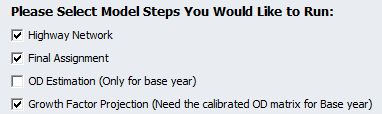 Please Select Model Steps You Would Like to Run:
Highway Network
Final Assignment
OD Estimation (Only for base year)
Growth Factor Projection (Need the calibrated OD matrix for Base year)